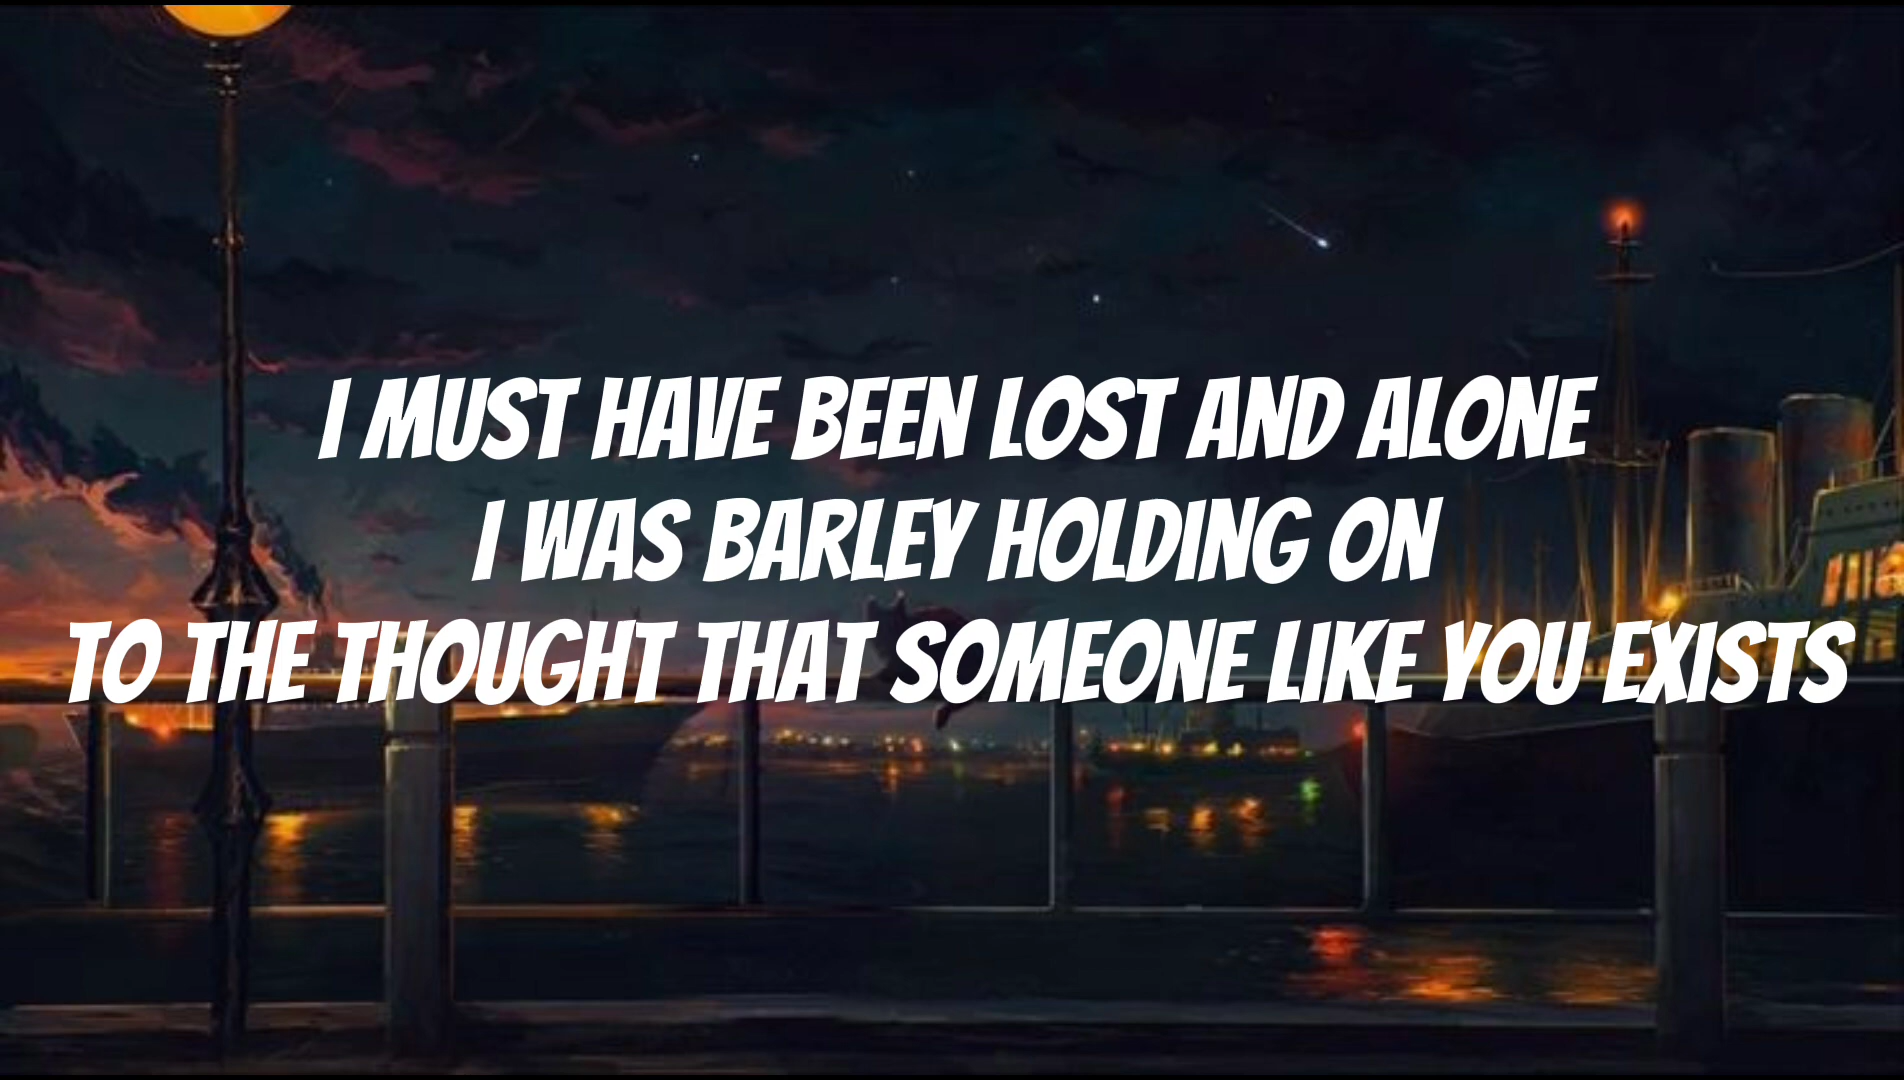 I MUST HAVE BEEN LOST AND ALONE
I WAS BARLEY HOLDING ON
TO THE THOUGHT THAT SOMEONE LIKE YOU EXISTS